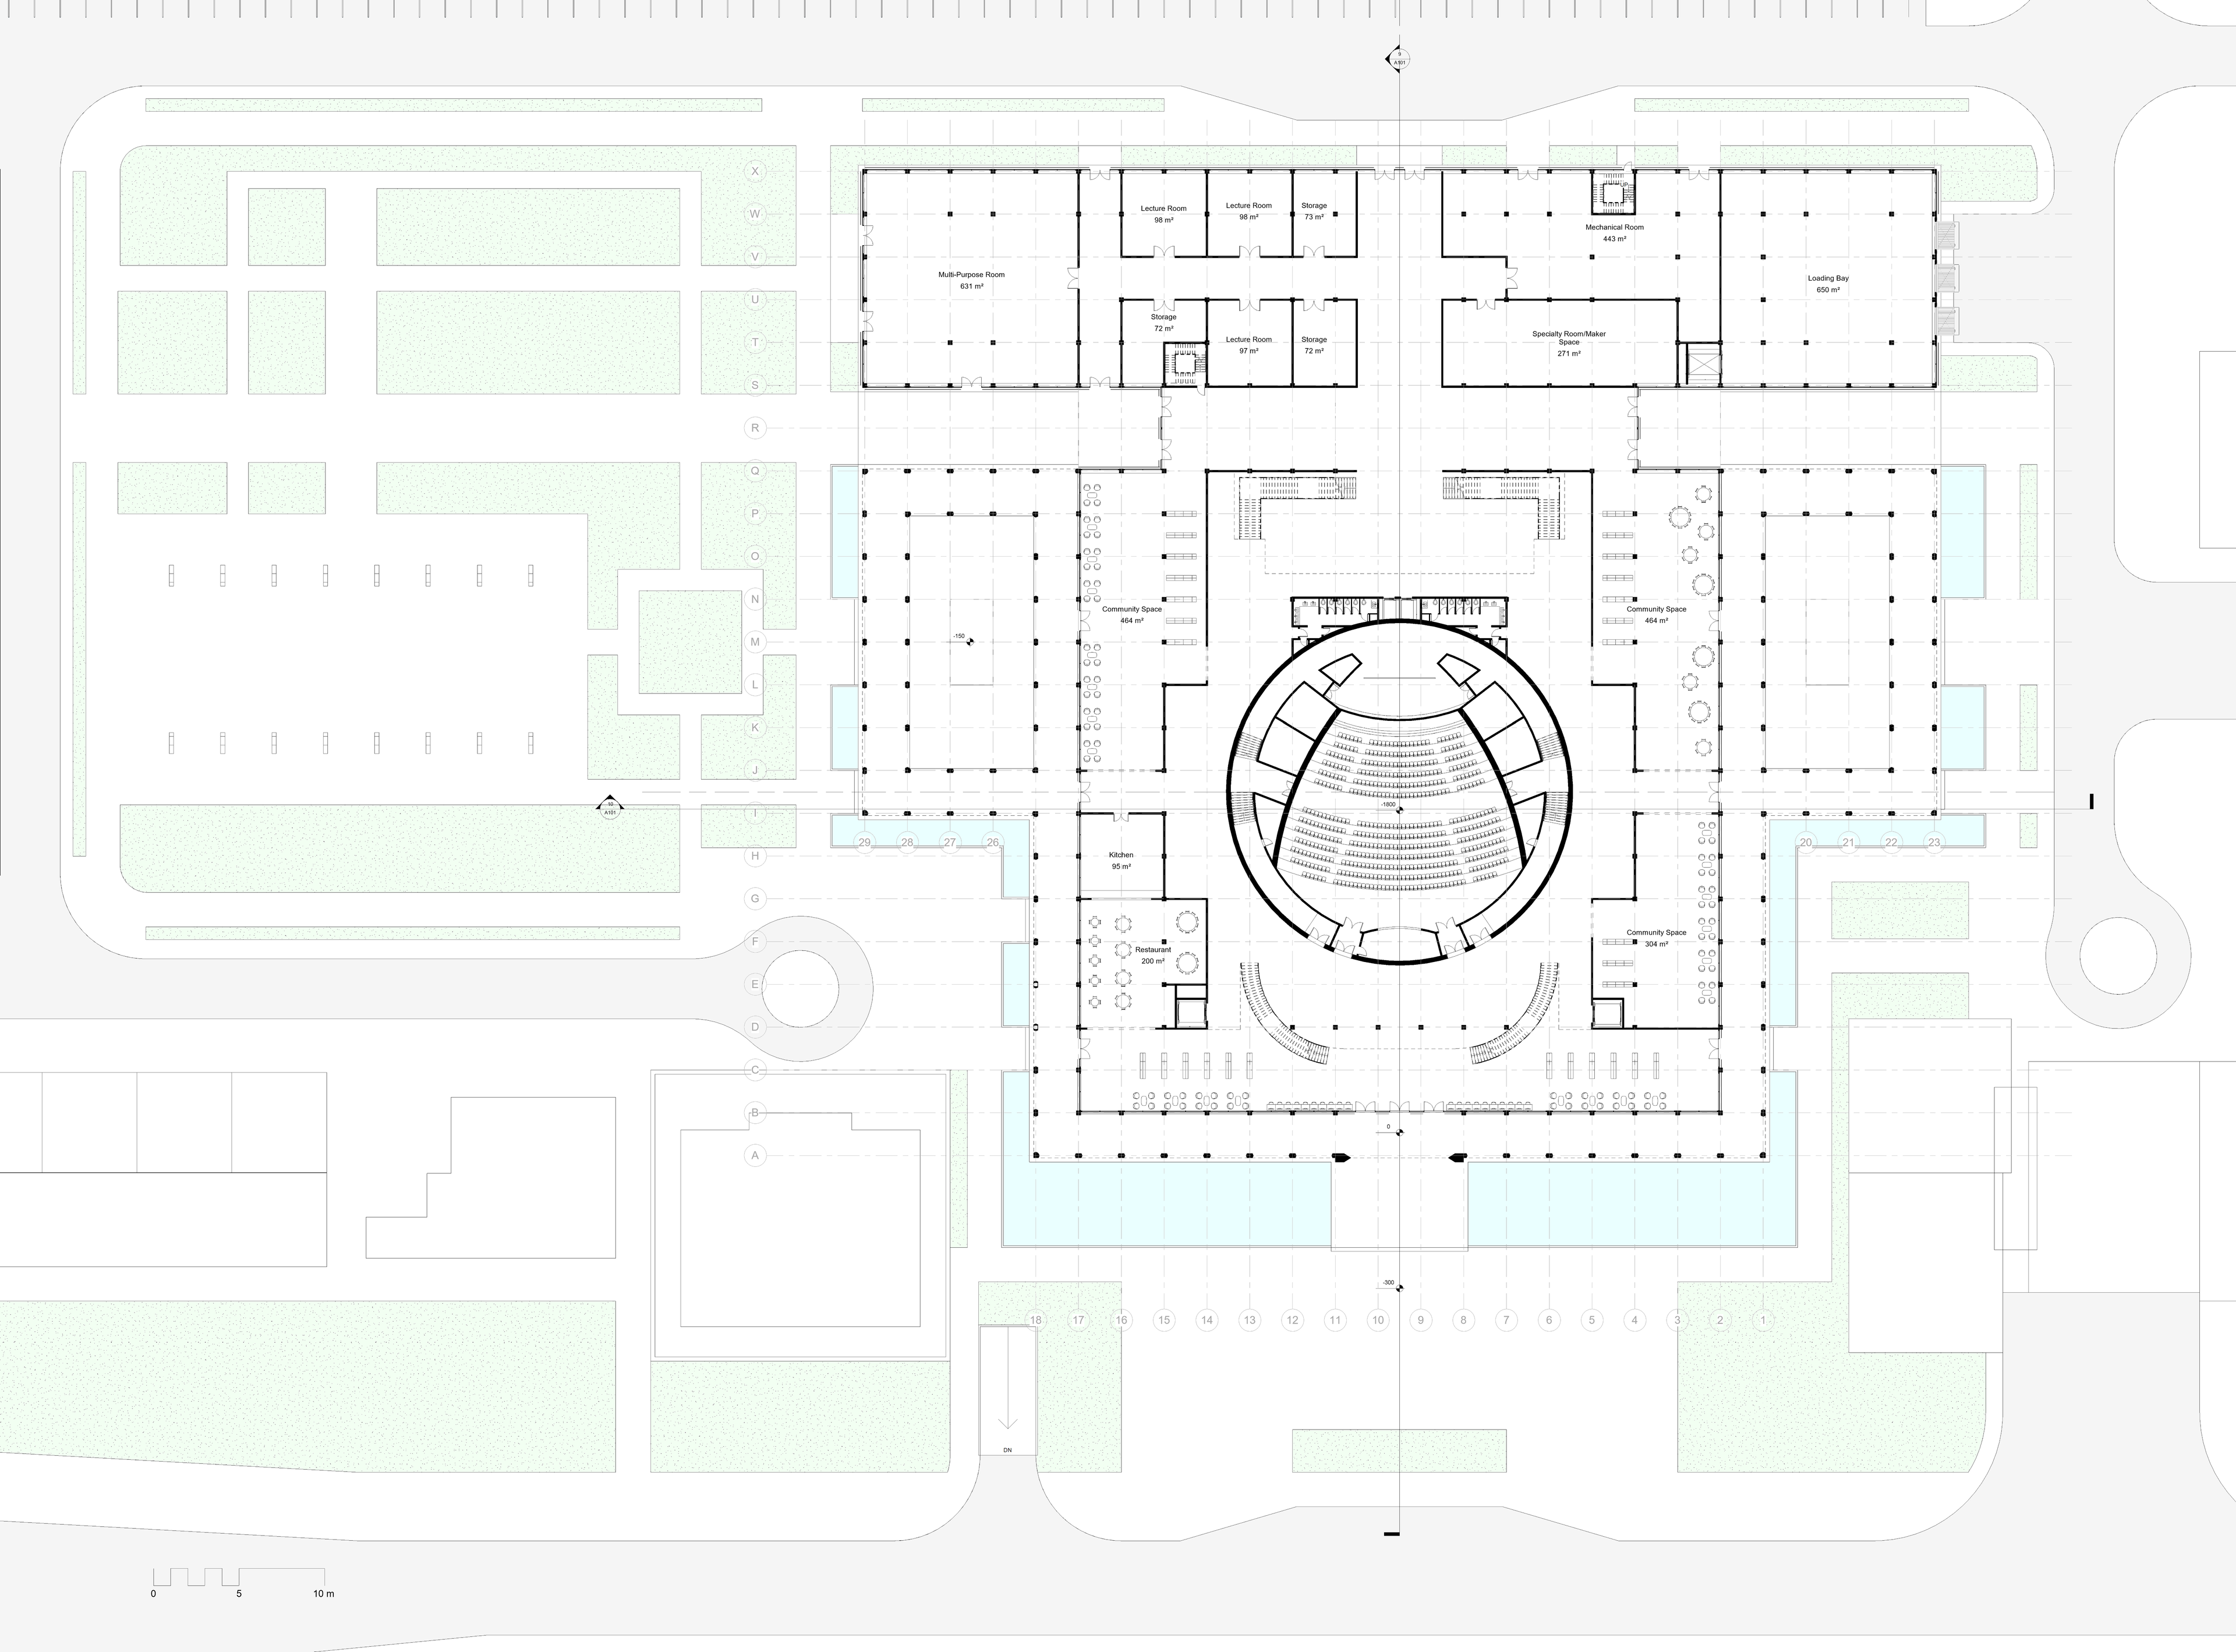 9
A101
X
W
V
U
T
S
R
Q
P
O
N
M
L
K
J
I
H
G
F
E
D
C
B
A
Lecture Room
98 m²
Lecture Room
98 m²
Storage
73 m²
UP
Mechanical Room
443 m²
Multi-Purpose Room
631 m²
Loading Bay
650 m²
Storage
72 m²
Lecture Room
97 m²
Storage
72 m²
Specialty Room/Maker
Space
271 m²
Community Space
464 m²
Community Space
464 m²
-150
-1800
10
A101
29
28
27
26
20
21
22
23
Kitchen
95 m²
Restaurant
200 m²
Community Space
304 m²
0
-300
18
17
16
15
14
13
12
11
10
9
8
7
6
5
4
3
2
1
DN
0
5
10 m